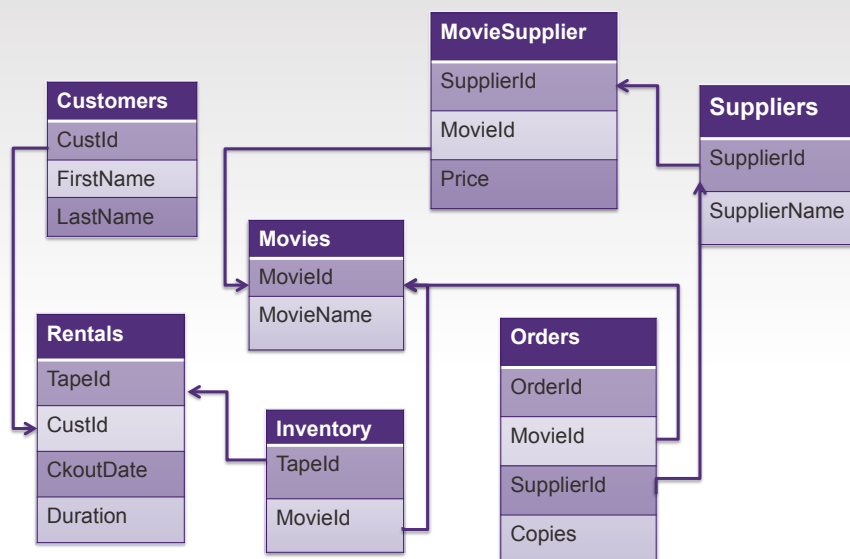 MovieSupplier
SupplierId
MovieId
Price
Customers
CustId
FirstName
LastName
Suppliers
SupplierId
SupplierName
Movies
MovieId
MovieName
Rentals
TapeId
CustId
CkoutDate
Duration
Inventory
TapeId
MovieId
Orders
OrderId
MovieId
SupplierId
Copies